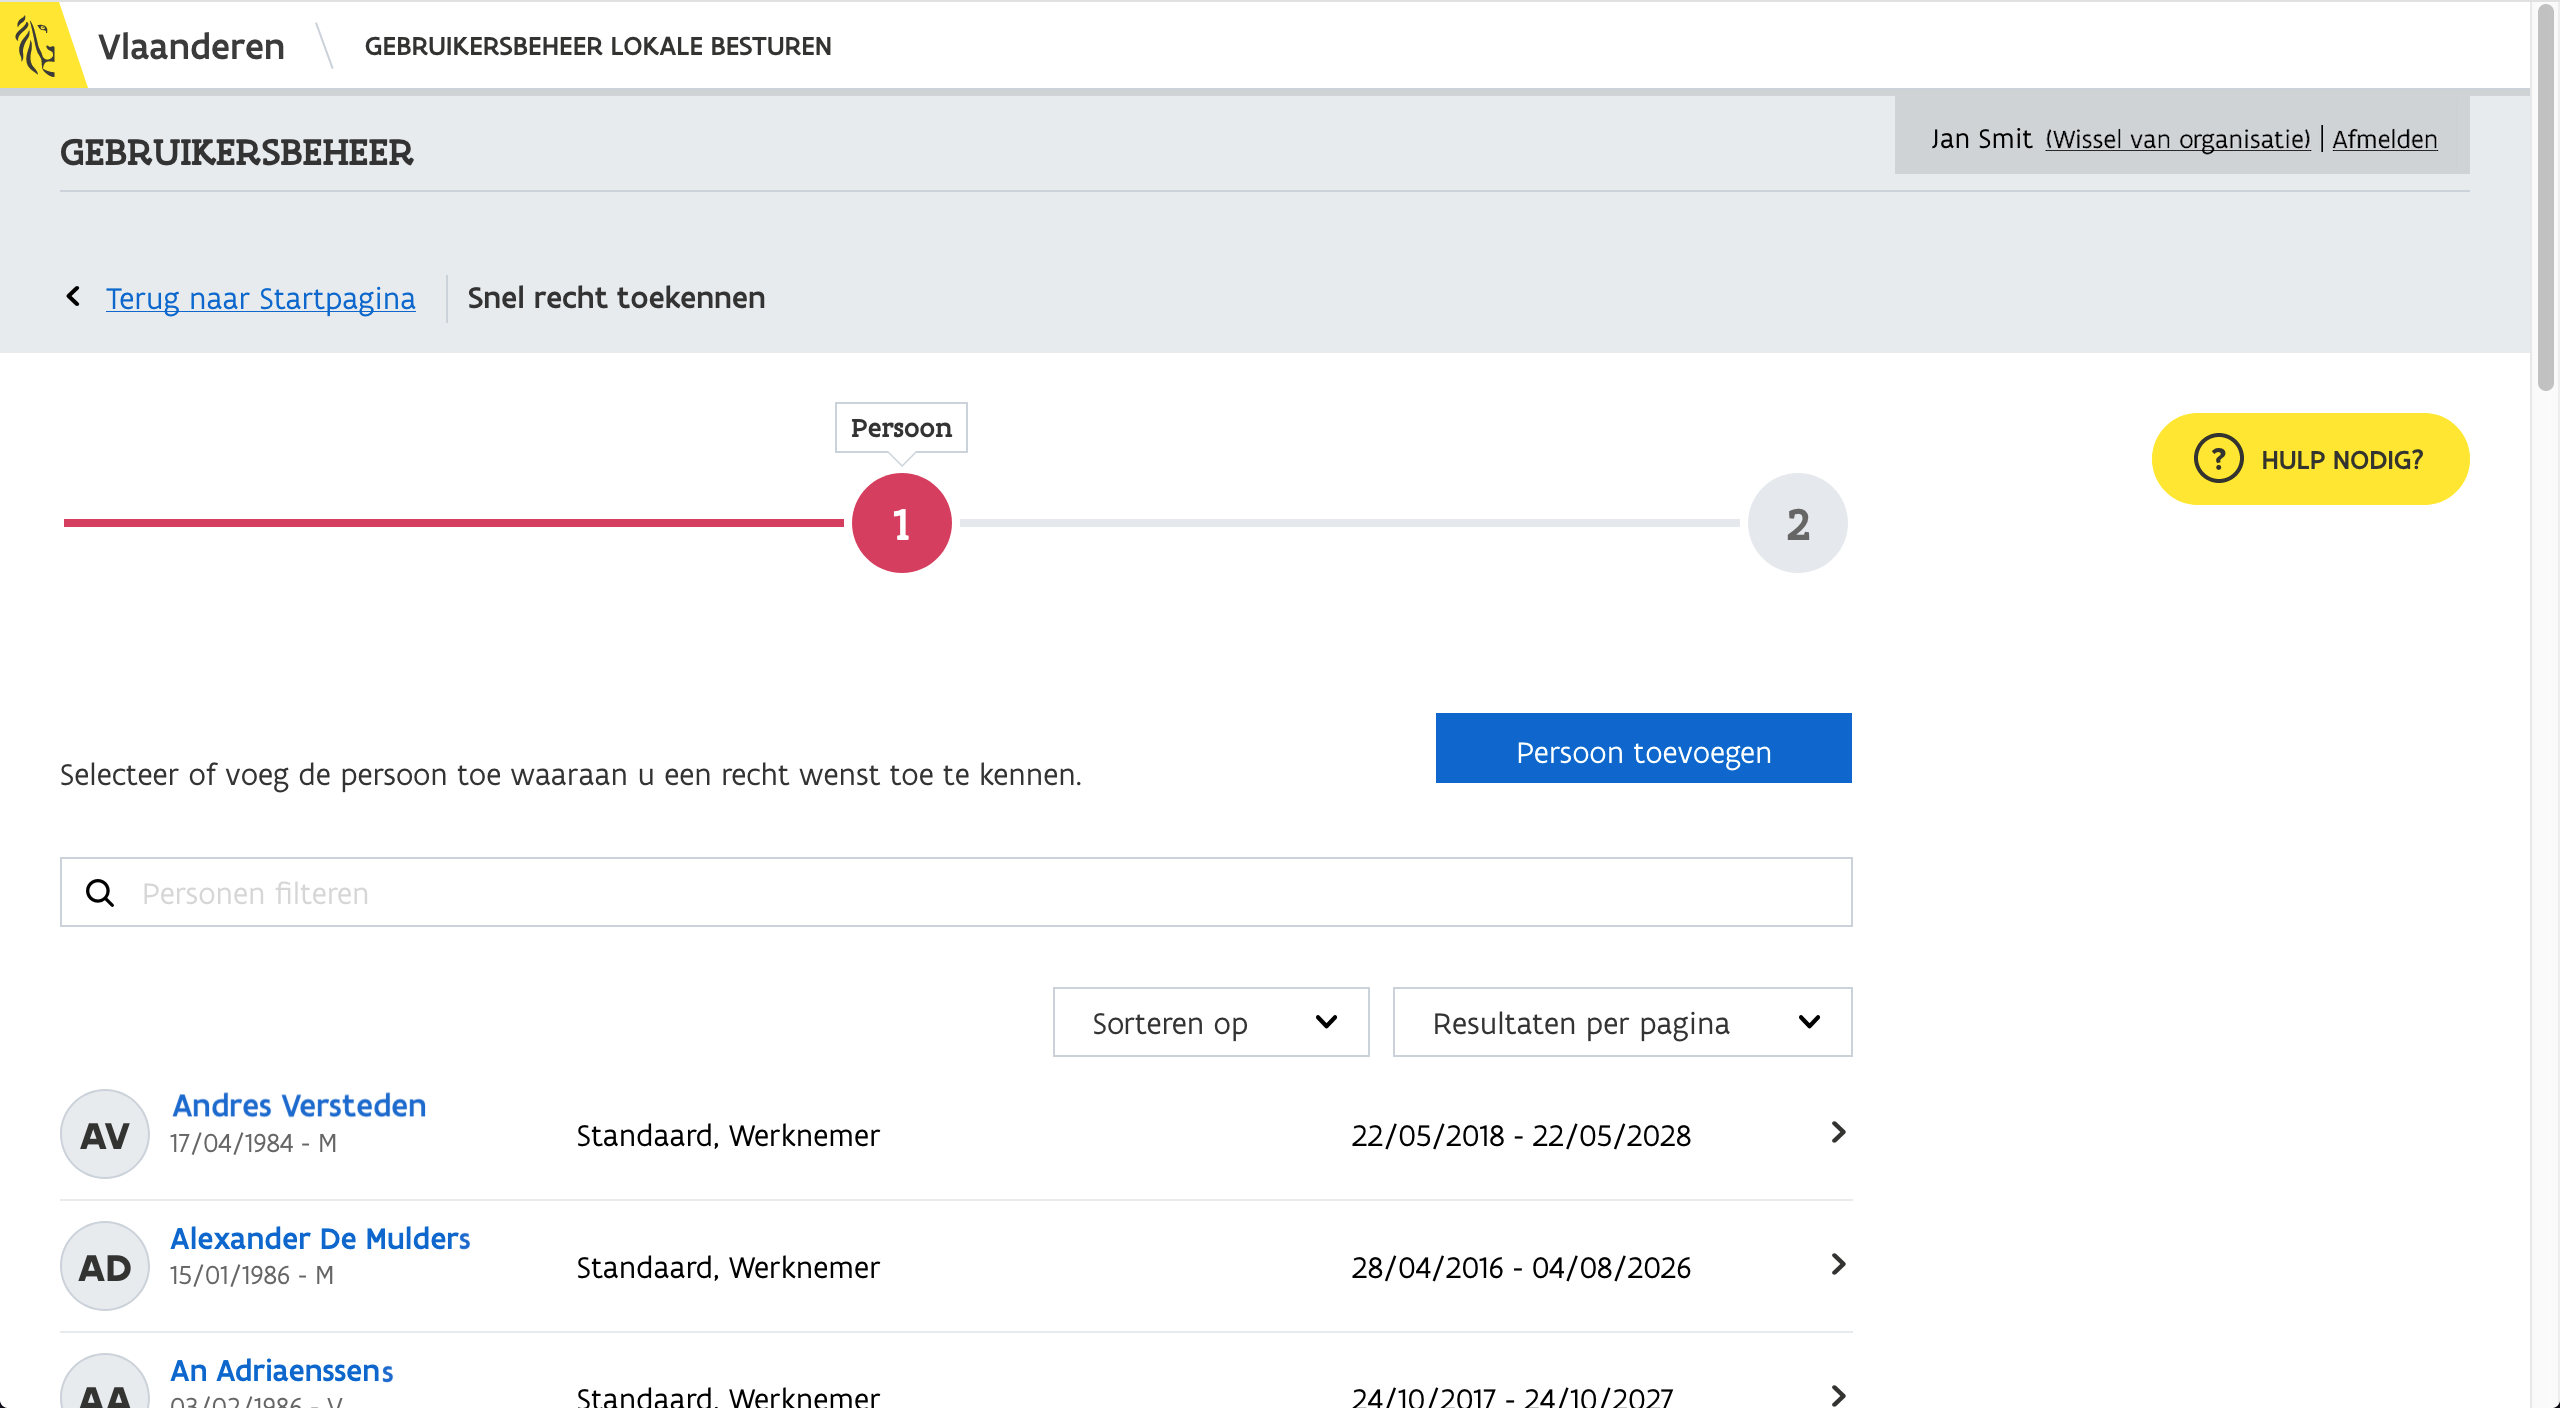 Vlaanderen
GEBRUIKERSBEHEER LOKALE BESTUREN
GEBRUIKERSBEHEER
Jan Smit (Wissel van organisatie) | Afmelden
Terug naar Startpagina
Snel recht toekennen
Persoon
1
2
? HULP NODIG?
Persoon toevoegen
Selecteer of voeg de persoon toe waaraan u een recht wenst toe te kennen.
Personen filteren
Sorteren op
Resultaten per pagina
AV
Andres Versteden
17/04/1984 - M
Standaard, Werknemer
22/05/2018 - 22/05/2028
AD
Alexander De Mulders
15/01/1986 - M
Standaard, Werknemer
28/04/2016 - 04/08/2026
AA
An Adriaenssens
03/02/1986 - V
Standaard, Werknemer
24/10/2017 - 24/10/2027